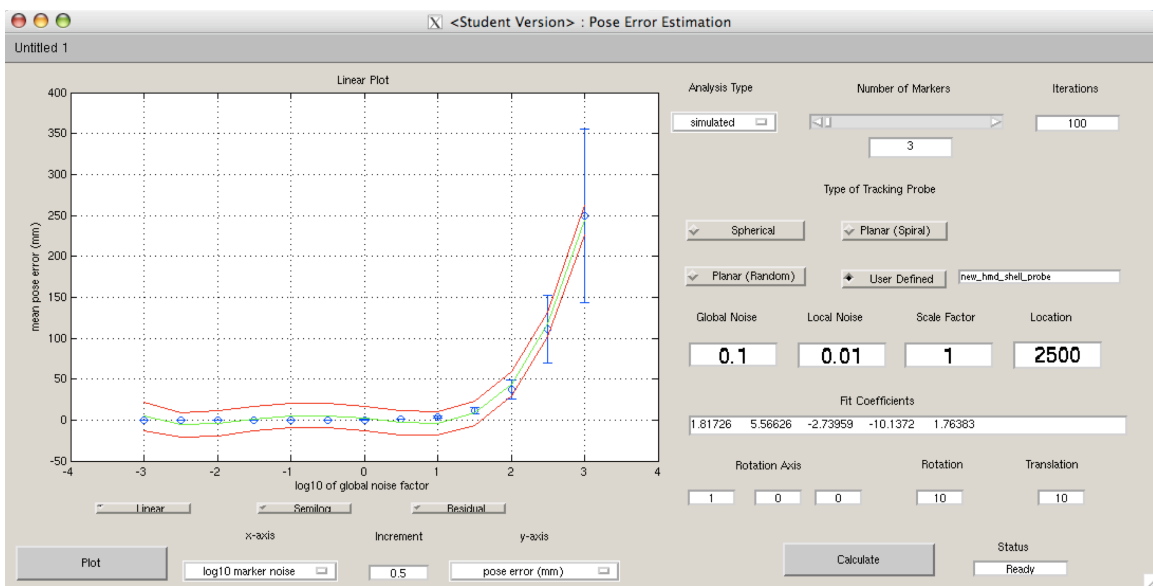 X <Student Version> : Pose Error Estimation
Untitled 1
Linear Plot
400
350
300
250
200
150
100
50
0
-50
mean pose error (mm)
-4 -3 -2 -1 0 1 2 3 4
log10 of global noise factor
Linear Semilog Residual
x-axis Increment y-axis
Plot log10 marker noise 0.5 pose error (mm)
Analysis Type Number of Markers Iterations
simulated 100
3
Type of Tracking Probe
Spherical Planar (Spiral)
Planar (Random) User Defined new_hmd_shell_probe
Global Noise Local Noise Scale Factor Location
0.1 0.01 1 2500
Fit Coefficients
1.81726 5.56626 -2.73959 -10.1372 1.76383
Rotation Axis Rotation Translation
1 0 0 10 10
Calculate
Status
Ready